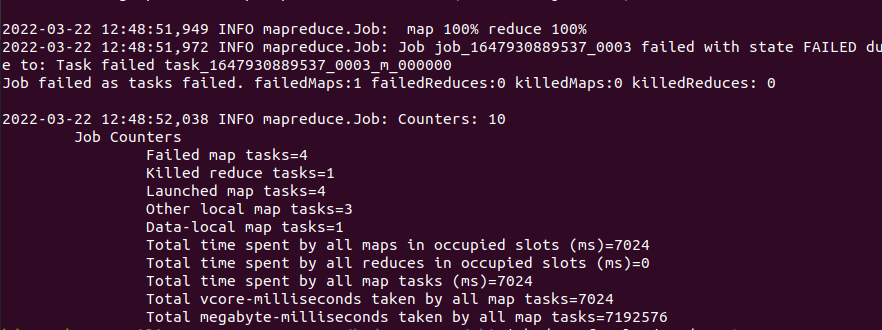 2022-03-22 12:48:51,949 INFO mapreduce.Job:  map 100% reduce 100%
2022-03-22 12:48:51,972 INFO mapreduce.Job: Job job_1647930889537_0003 failed with state FAILED du
e to: Task failed task_1647930889537_0003_m_000000
Job failed as tasks failed. failedMaps:1 failedReduces:0 killedMaps:0 killedReduces: 0
2022-03-22 12:48:52,038 INFO mapreduce.Job: Counters: 10
Job Counters
Failed map tasks=4
Killed reduce tasks=1
Launched map tasks=4
Other local map tasks=3
Data-local map tasks=1
Total time spent by all maps in occupied slots (ms)=7024
Total time spent by all reduces in occupied slots (ms)=0
Total time spent by all map tasks (ms)=7024
Total vcore-milliseconds taken by all map tasks=7024
Total megabyte-milliseconds taken by all map tasks=7192576